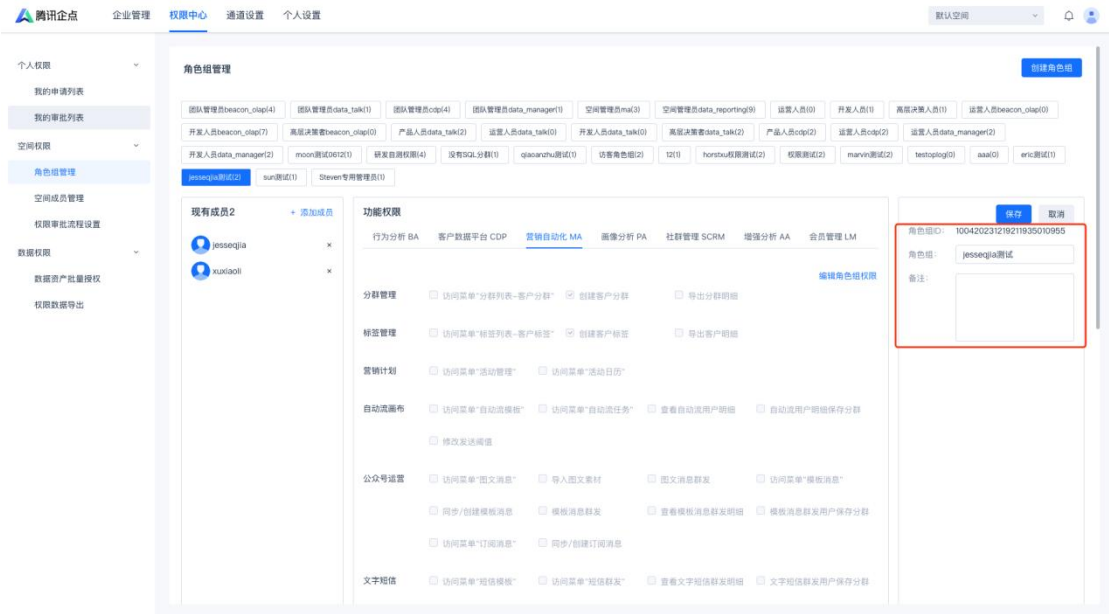 腾讯企点 企业管理 权限中心 通道设置 个人设置 默认空间
个人权限
我的申请列表
我的审批列表
空间权限
角色组管理
空间成员管理
权限审批流程设置
数据权限
数据资产批量授权
权限数据导出
角色组管理 创建角色组
团队管理员beacon_olap(4) 团队管理员data_talk(1) 团队管理员cdp(4) 团队管理员data_manager(1) 空间管理员ma(3) 空间管理员data_reporting(9) 运营人员(0) 开发人员(1) 高层决策人员(1) 运营人员beacon_olap(0)
开发人员beacon_olap(7) 高层决策者beacon_olap(0) 产品人员data_talk(2) 运营人员data_talk(0) 开发人员data_talk(0) 高层决策者data_talk(2) 产品人员cdp(2) 运营人员cdp(2) 运营人员data_manager(2)
开发人员data_manager(2) moon测试0612(1) 研发自测权限(4) 没有SQL分群(1) qiaoanzhu测试(1) 访客角色组(2) 12(1) horstxu权限测试(2) 权限测试(2) marvin测试(2) testoplog(0) aaa(0) eric测试(1)
jesseqjia测试(2) sun测试(1) Steven专用管理员(1)
现有成员2 + 添加成员
jesseqjia ×
xuxiaoli ×
功能权限
行为分析 BA 客户数据平台 CDP 营销自动化 MA 画像分析 PA 社群管理 SCRM 增强分析 AA 会员管理 LM
编辑角色组权限
分群管理 访问菜单"分群列表-客户分群" 创建客户分群 导出分群明细
标签管理 访问菜单"标签列表-客户标签" 创建客户标签 导出客户明细
营销计划 访问菜单"活动管理" 访问菜单"活动日历"
自动流画布 访问菜单"自动流模板" 访问菜单"自动流任务" 查看自动流用户明细 自动流用户明细保存分群
修改发送阈值
公众号运营 访问菜单"图文消息" 导入图文素材 图文消息群发 访问菜单"模板消息"
同步/创建模板消息 模板消息群发 查看模板消息群发明细 模板消息群发用户保存分群
访问菜单"订阅消息" 同步/创建订阅消息
文字短信 访问菜单"短信模板" 访问菜单"短信群发" 查看文字短信群发明细 文字短信群发用户保存分群
保存 取消
角色组ID: 1004202312192119350109​55
角色组: jesseqjia测试
备注: